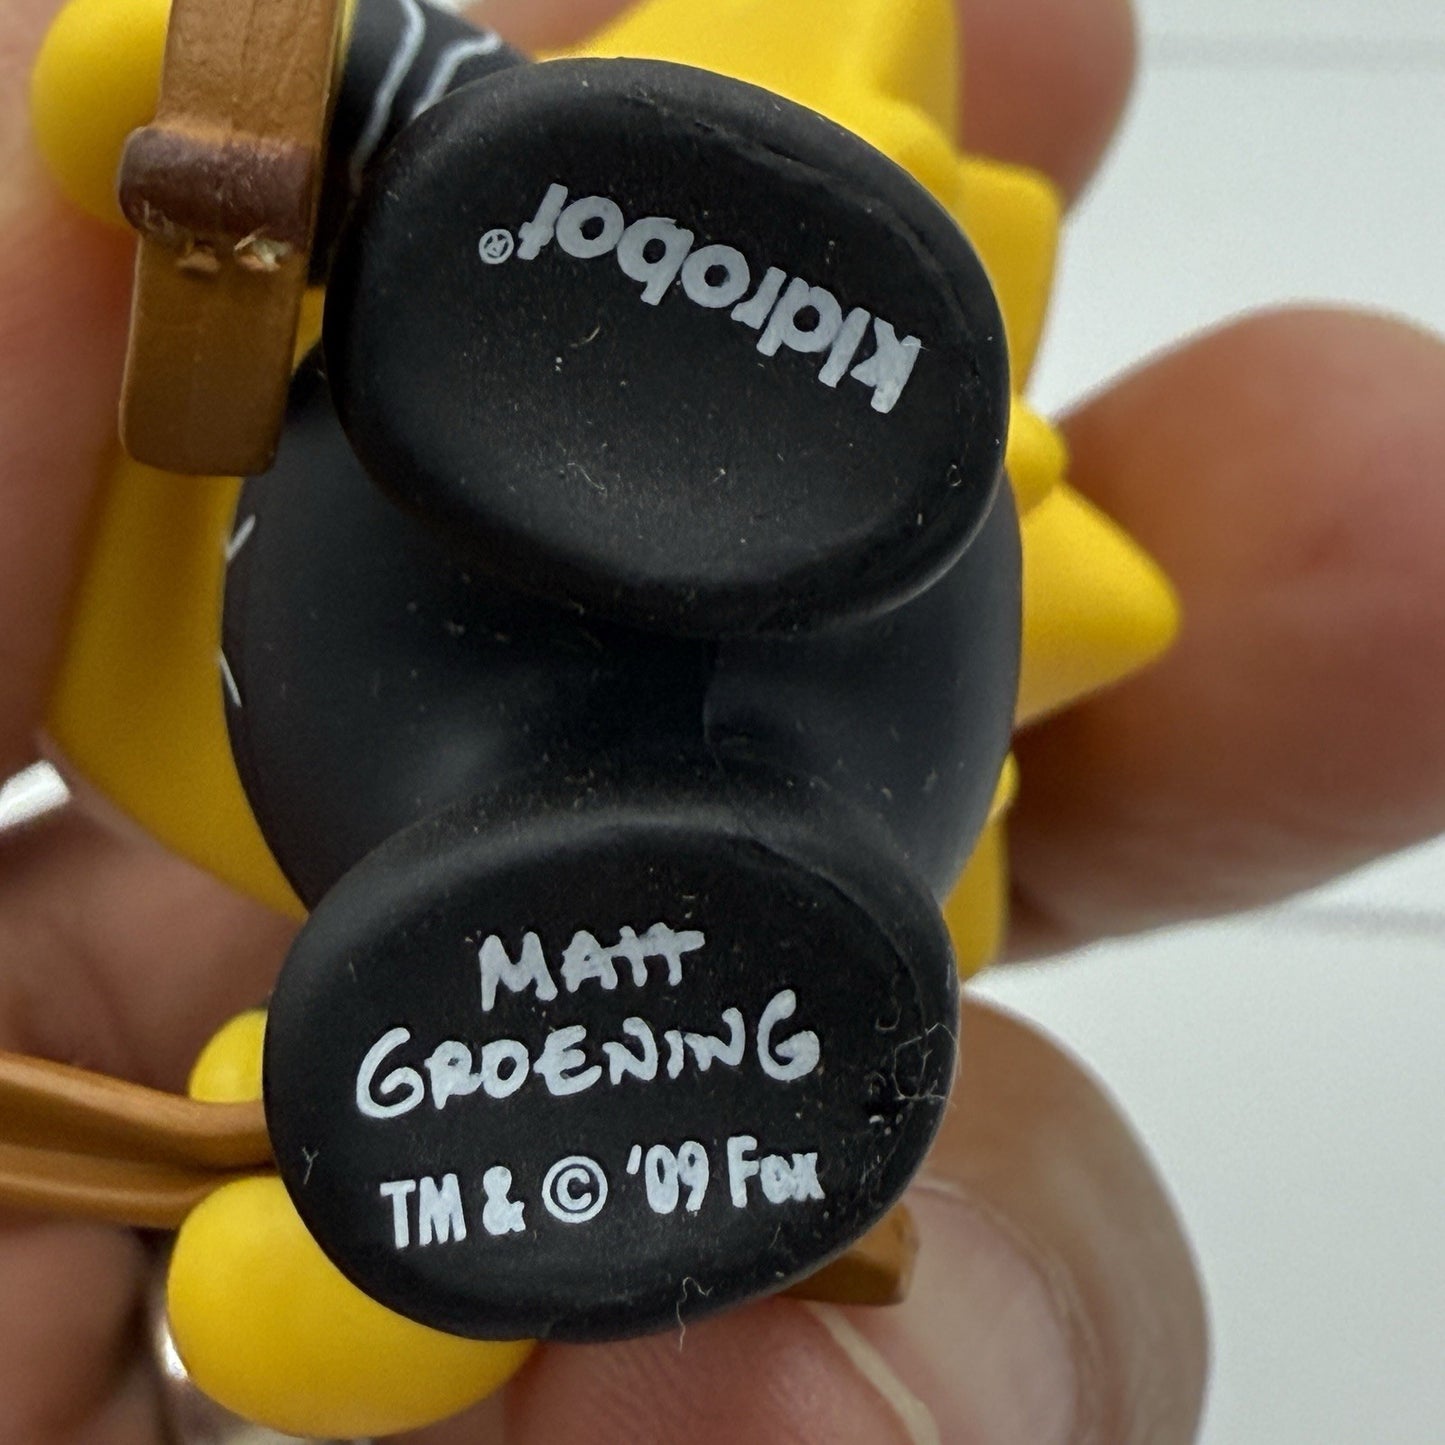 kidrobot®
MATT
GROENING
TM & © '09 Fox